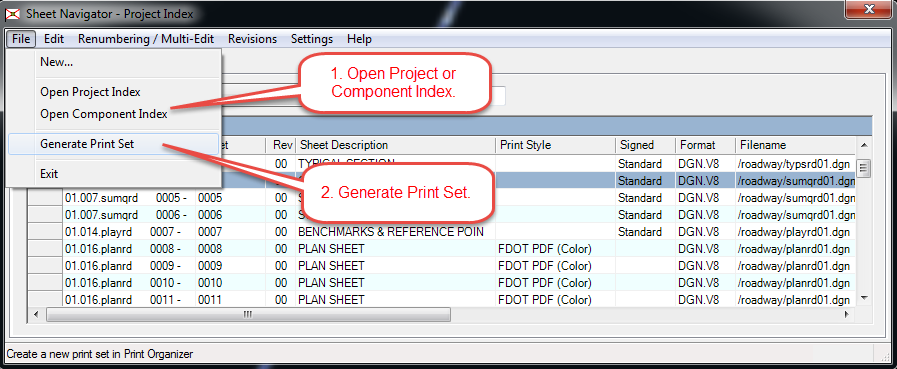 Sheet Navigator - Project Index
File Edit Renumbering / Multi-Edit Revisions Settings Help
New...
Open Project Index
Open Component Index
Generate Print Set
Exit
1. Open Project or
Component Index.
2. Generate Print Set.
Rev Sheet Description Print Style Signed Format Filename
00 TYPICAL SECTION Standard DGN.V8 /roadway/typsrd01.dgn
Standard DGN.V8 /roadway/sumqrd01.dgn
01.007.sumqrd 0005 - 0005 00 Standard DGN.V8 /roadway/sumqrd01.dgn
01.007.sumqrd 0006 - 0006 00 Standard DGN.V8 /roadway/sumqrd01.dgn
01.014.playrd 0007 - 0007 00 BENCHMARKS & REFERENCE POIN Standard DGN.V8 /roadway/playrd01.dgn
01.016.planrd 0008 - 0008 00 PLAN SHEET FDOT PDF (Color) DGN.V8 /roadway/planrd01.dgn
01.016.planrd 0009 - 0009 00 PLAN SHEET FDOT PDF (Color) DGN.V8 /roadway/planrd01.dgn
01.016.planrd 0010 - 0010 00 PLAN SHEET FDOT PDF (Color) DGN.V8 /roadway/planrd01.dgn
01.016.planrd 0011 - 0011 00 PLAN SHEET FDOT PDF (Color) DGN.V8 /roadway/planrd01.dgn
Create a new print set in Print Organizer